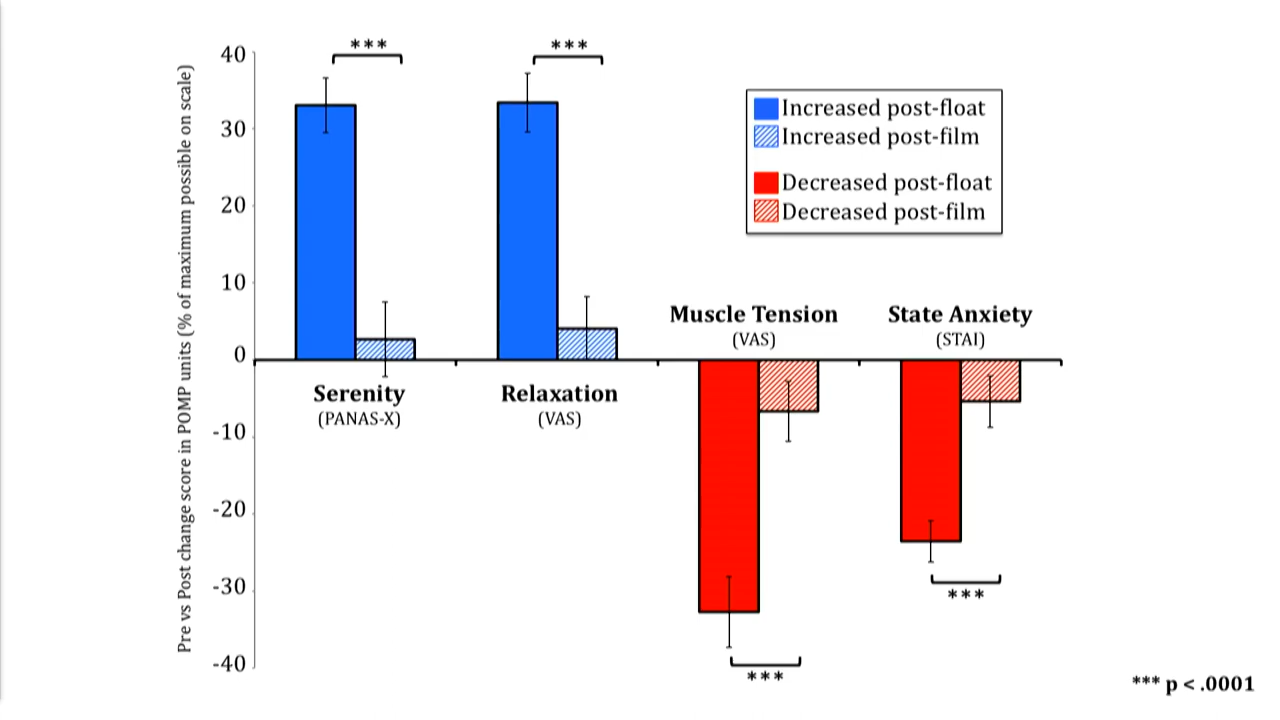 Pre vs Post change score in POMP units (% of maximum possible on scale)
40
30
20
10
0
-10
-20
-30
-40
***
***
Increased post-float
Increased post-film
Decreased post-float
Decreased post-film
Serenity
(PANAS-X)
Relaxation
(VAS)
Muscle Tension
(VAS)
State Anxiety
(STAI)
***
***
*** p < .0001